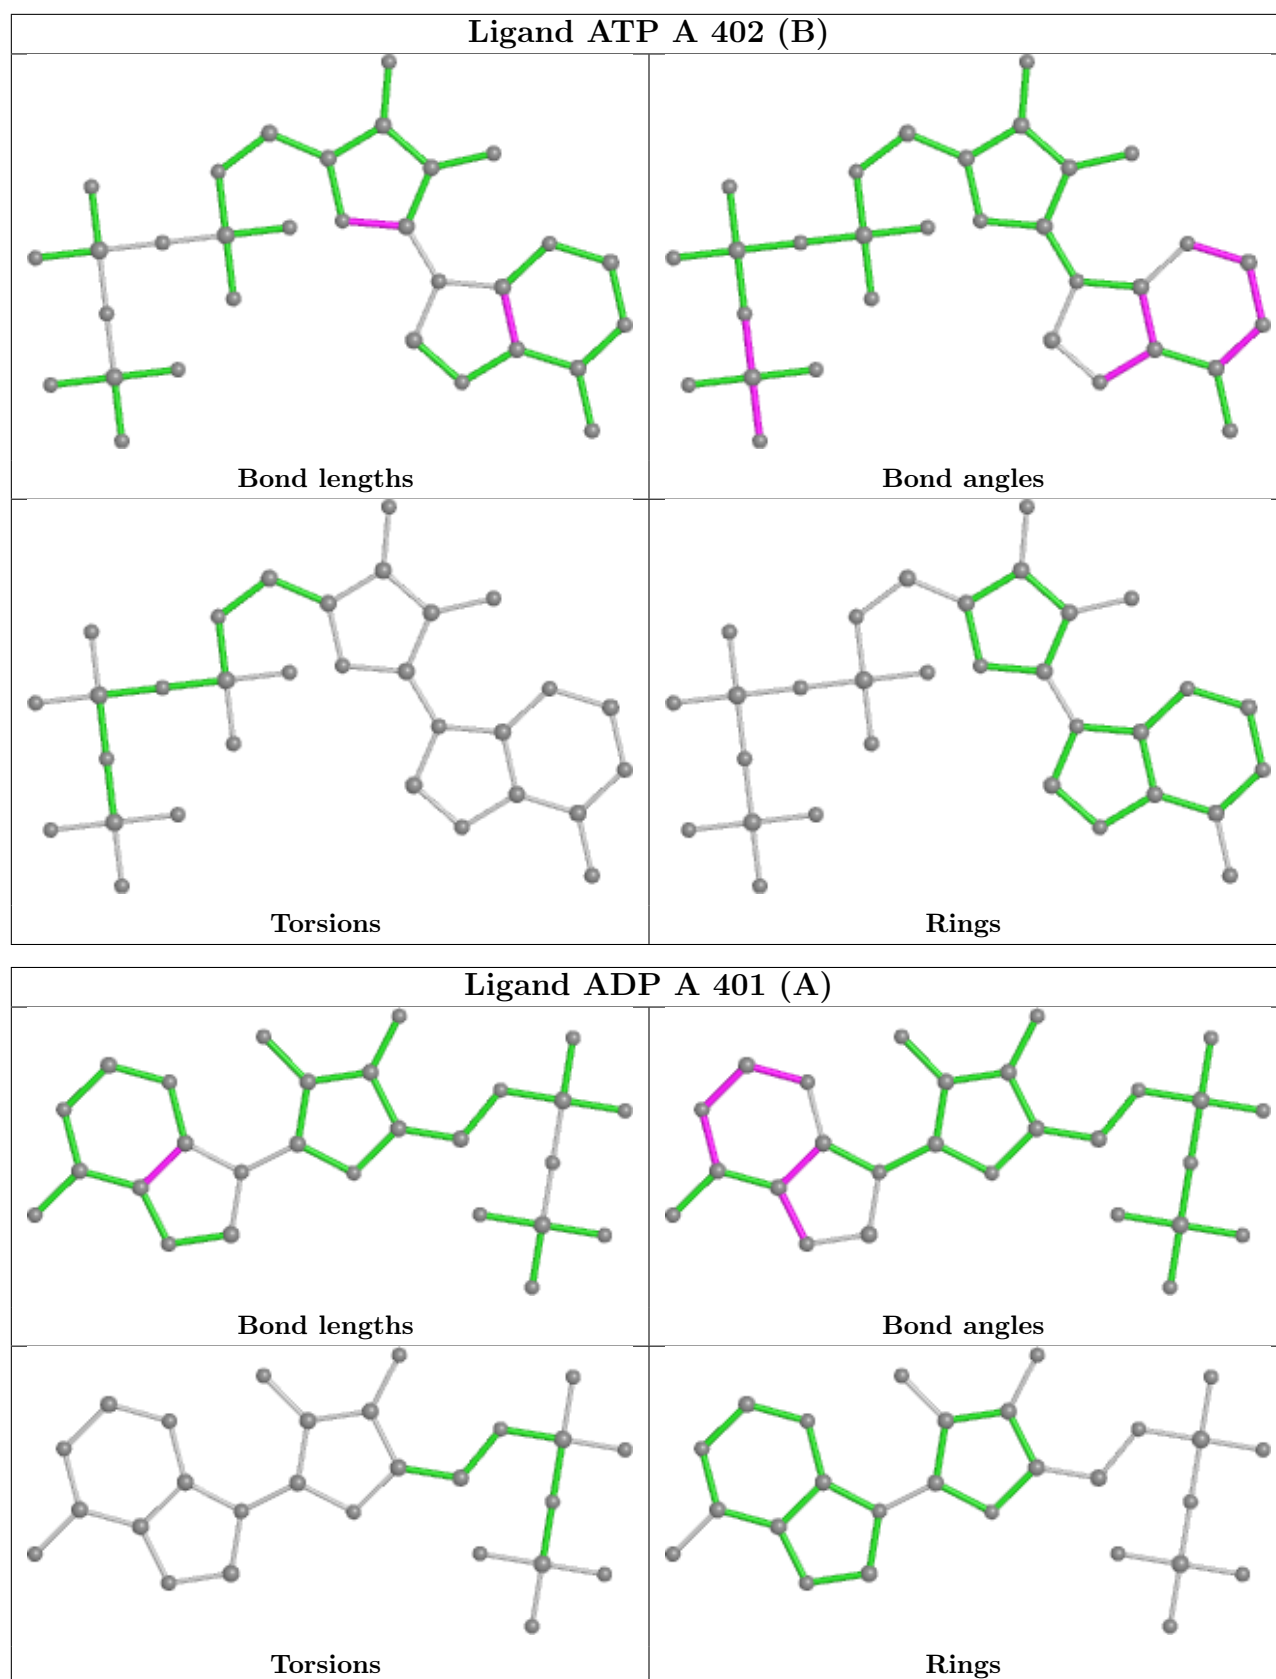 Ligand ATP A 402 (B)
Bond lengths
Bond angles
Torsions
Rings
Ligand ADP A 401 (A)
Bond lengths
Bond angles
Torsions
Rings